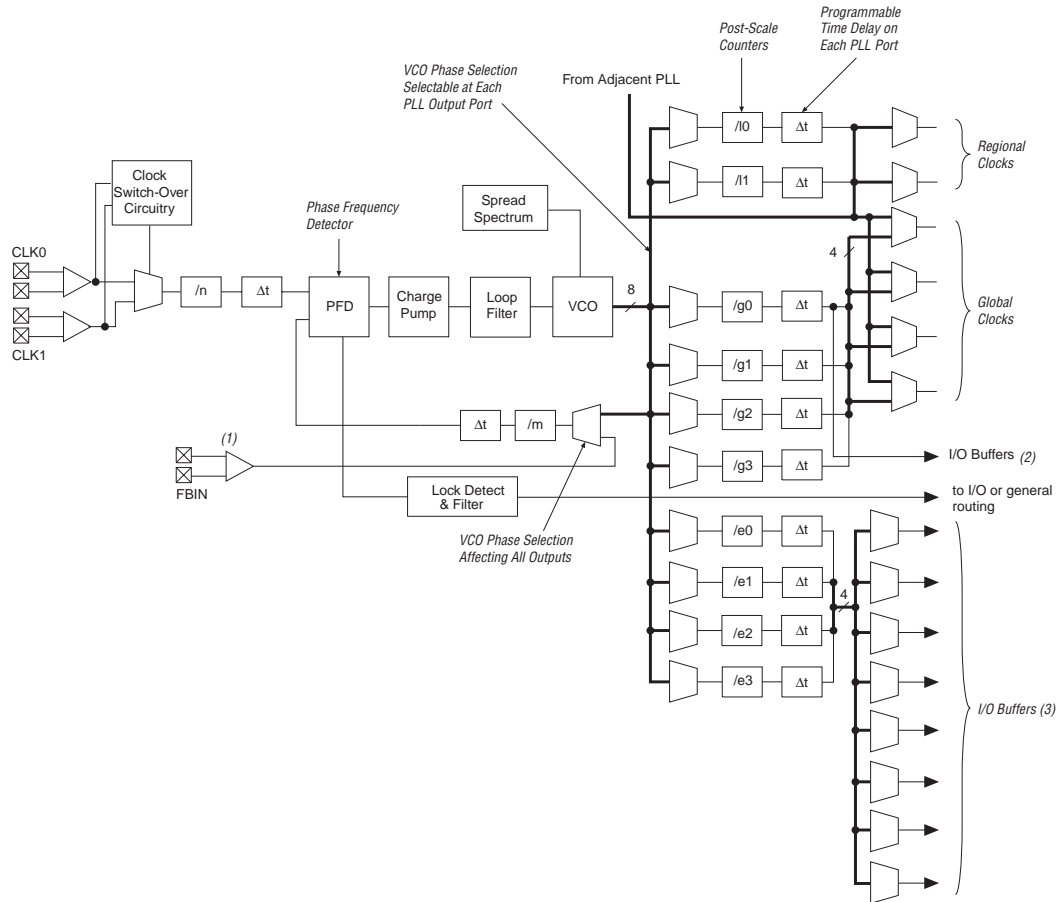 Post-Scale
Counters
Programmable
Time Delay on
Each PLL Port
VCO Phase Selection
Selectable at Each
PLL Output Port
From Adjacent PLL
/l0
Δt
/l1
Δt
Regional
Clocks
Clock
Switch-Over
Circuitry
Phase Frequency
Detector
Spread
Spectrum
CLK0
CLK1
/n
Δt
PFD
Charge
Pump
Loop
Filter
VCO
8
/g0
Δt
4
Global
Clocks
/g1
Δt
/g2
Δt
/g3
Δt
Δt
/m
(1)
FBIN
I/O Buffers (2)
Lock Detect
& Filter
to I/O or general
routing
VCO Phase Selection
Affecting All Outputs
/e0
Δt
/e1
Δt
4
/e2
Δt
/e3
Δt
I/O Buffers (3)